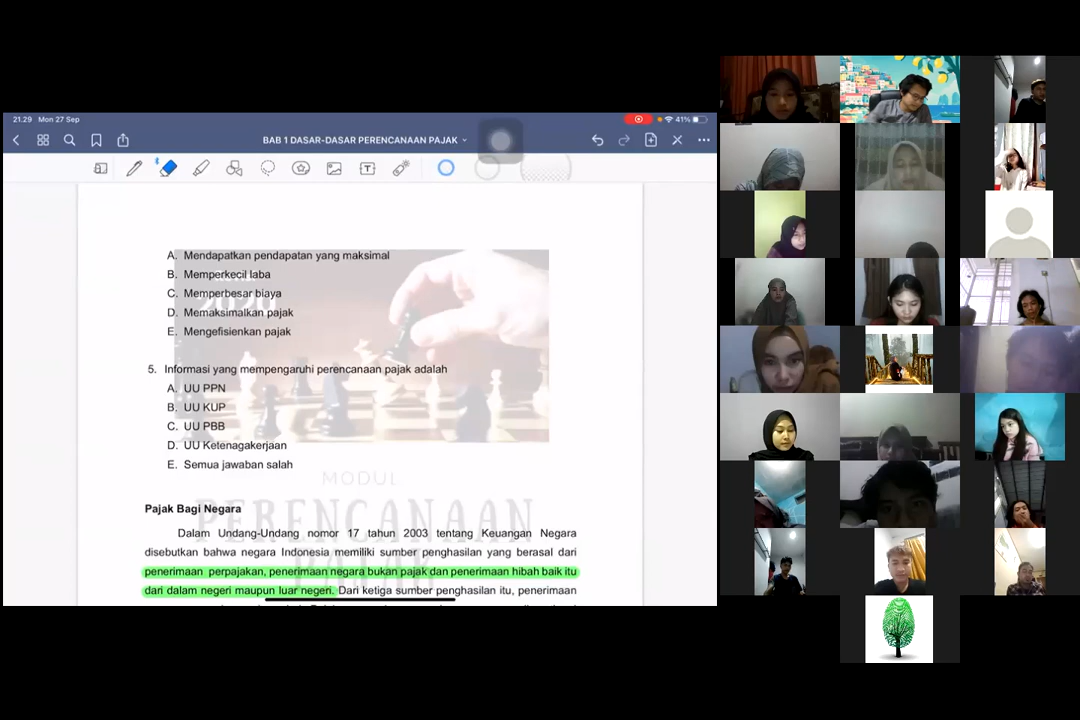 21.29 Mon 27 Sep
41%
BAB 1 DASAR-DASAR PERENCANAAN PAJAK
A. Mendapatkan pendapatan yang maksimal
B. Memperkecil laba
C. Memperbesar biaya
D. Memaksimalkan pajak
E. Mengefisienkan pajak
5. Informasi yang mempengaruhi perencanaan pajak adalah
A. UU PPN
B. UU KUP
C. UU PBB
D. UU Ketenagakerjaan
E. Semua jawaban salah
MODUL
PERENCANAAN
PAJAK
Pajak Bagi Negara
Dalam Undang-Undang nomor 17 tahun 2003 tentang Keuangan Negara
disebutkan bahwa negara Indonesia memiliki sumber penghasilan yang berasal dari
penerimaan perpajakan, penerimaan negara bukan pajak dan penerimaan hibah baik itu
dari dalam negeri maupun luar negeri. Dari ketiga sumber penghasilan itu, penerimaan